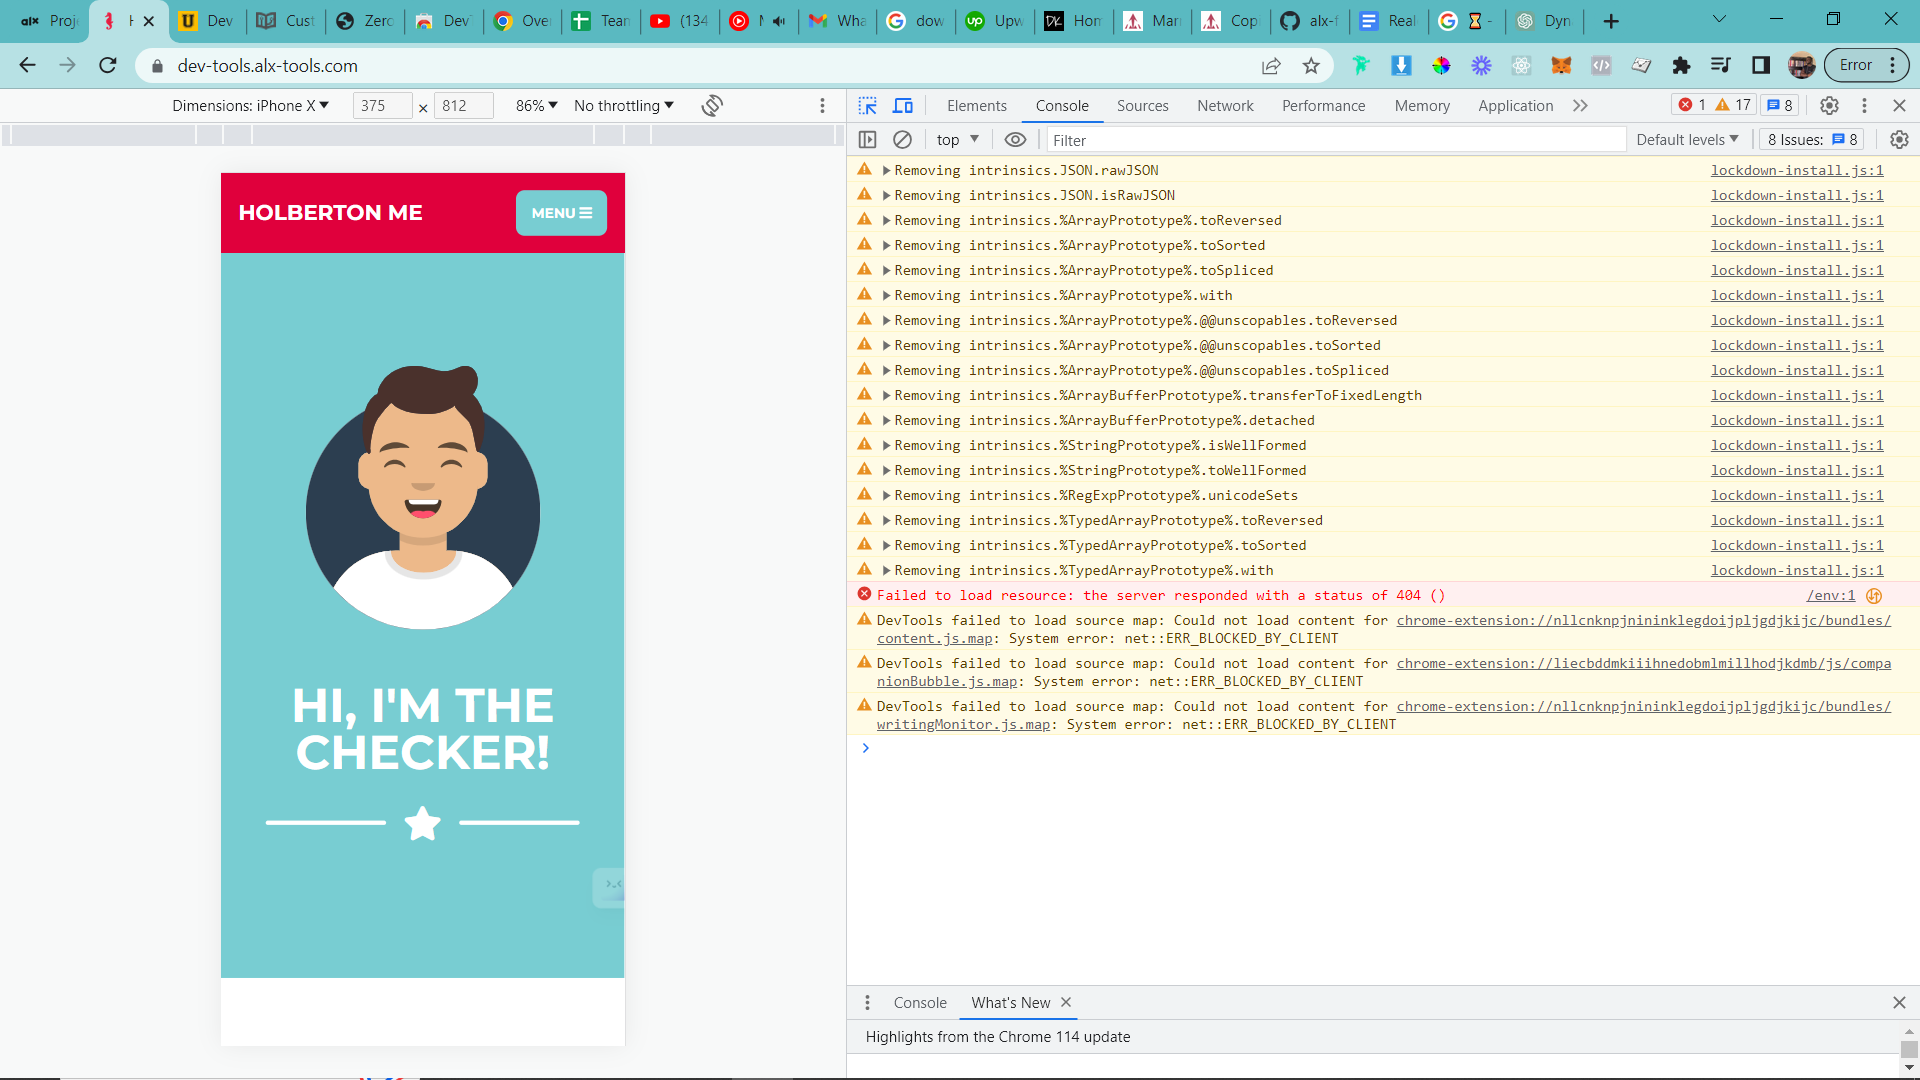 alx Proj
H
Dev
Cust
Zero
Dev
Over
Team
(134
M
Wha
dow
up Upw
DK Hom
Mar
Cop
alx-f
Real
-
Dyn
dev-tools.alx-tools.com
Error
Dimensions: iPhone X 375 × 812 86% No throttling
Elements Console Sources Network Performance Memory Application 1 17 8
top Filter Default levels 8 Issues: 8
HOLBERTON ME
MENU
HI, I'M THE
CHECKER!
Removing intrinsics.JSON.rawJSON lockdown-install.js:1
Removing intrinsics.JSON.isRawJSON lockdown-install.js:1
Removing intrinsics.%ArrayPrototype%.toReversed lockdown-install.js:1
Removing intrinsics.%ArrayPrototype%.toSorted lockdown-install.js:1
Removing intrinsics.%ArrayPrototype%.toSpliced lockdown-install.js:1
Removing intrinsics.%ArrayPrototype%.with lockdown-install.js:1
Removing intrinsics.%ArrayPrototype%.@@unscopables.toReversed lockdown-install.js:1
Removing intrinsics.%ArrayPrototype%.@@unscopables.toSorted lockdown-install.js:1
Removing intrinsics.%ArrayPrototype%.@@unscopables.toSpliced lockdown-install.js:1
Removing intrinsics.%ArrayBufferPrototype%.transferToFixedLength lockdown-install.js:1
Removing intrinsics.%ArrayBufferPrototype%.detached lockdown-install.js:1
Removing intrinsics.%StringPrototype%.isWellFormed lockdown-install.js:1
Removing intrinsics.%StringPrototype%.toWellFormed lockdown-install.js:1
Removing intrinsics.%RegExpPrototype%.unicodeSets lockdown-install.js:1
Removing intrinsics.%TypedArrayPrototype%.toReversed lockdown-install.js:1
Removing intrinsics.%TypedArrayPrototype%.toSorted lockdown-install.js:1
Removing intrinsics.%TypedArrayPrototype%.with lockdown-install.js:1
Failed to load resource: the server responded with a status of 404 () /env:1
DevTools failed to load source map: Could not load content for chrome-extension://nllcnknpjnininklegdoijpljgdjkijc/bundles/
content.js.map: System error: net::ERR_BLOCKED_BY_CLIENT
DevTools failed to load source map: Could not load content for chrome-extension://liecbddmkiiihnedobmlmillhodjkdmb/js/compa
nionBubble.js.map: System error: net::ERR_BLOCKED_BY_CLIENT
DevTools failed to load source map: Could not load content for chrome-extension://nllcnknpjnininklegdoijpljgdjkijc/bundles/
writingMonitor.js.map: System error: net::ERR_BLOCKED_BY_CLIENT
Console What's New
Highlights from the Chrome 114 update